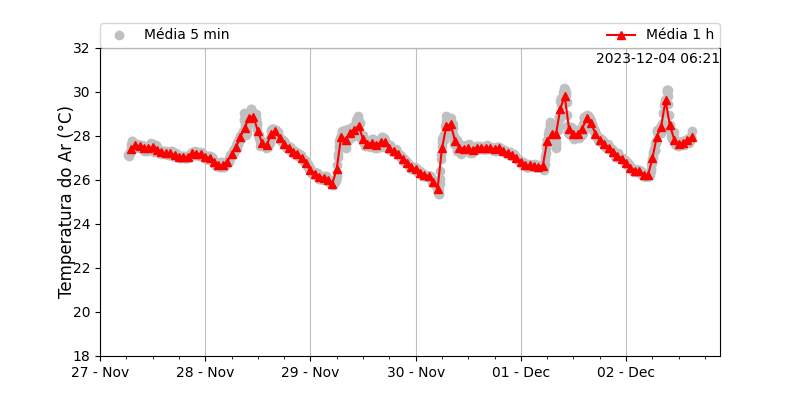 Média 5 min
Média 1 h
2023-12-04 06:21
Temperatura do Ar (°C)
32
30
28
26
24
22
20
18
27 - Nov
28 - Nov
29 - Nov
30 - Nov
01 - Dec
02 - Dec